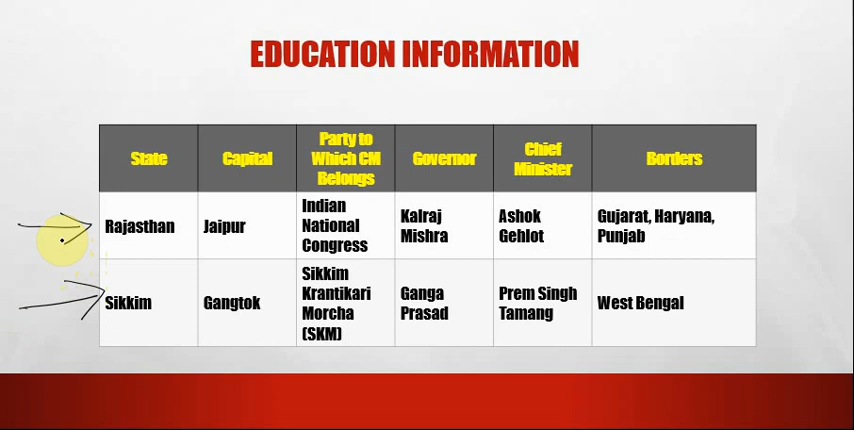 EDUCATION INFORMATION
State
Capital
Party to
Which CM
Belongs
Governor
Chief
Minister
Borders
Rajasthan
Jaipur
Indian
National
Congress
Kalraj
Mishra
Ashok
Gehlot
Gujarat, Haryana,
Punjab
Sikkim
Gangtok
Sikkim
Krantikari
Morcha
(SKM)
Ganga
Prasad
Prem Singh
Tamang
West Bengal